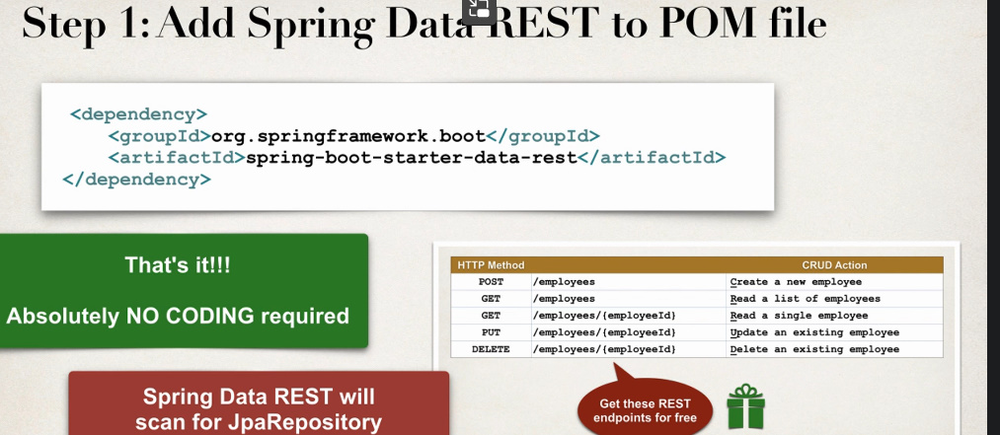 Step 1: Add Spring Data REST to POM file
<dependency>
<groupId>org.springframework.boot</groupId>
<artifactId>spring-boot-starter-data-rest</artifactId>
</dependency>
That's it!!!
Absolutely NO CODING required
HTTP Method CRUD Action
POST /employees Create a new employee
GET /employees Read a list of employees
GET /employees/{employeeId} Read a single employee
PUT /employees/{employeeId} Update an existing employee
DELETE /employees/{employeeId} Delete an existing employee
Spring Data REST will
scan for JpaRepository
Get these REST
endpoints for free